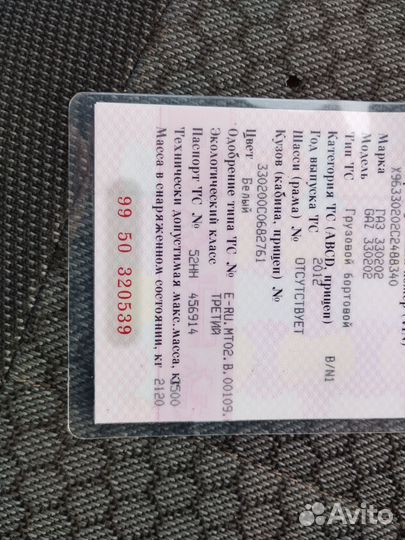 X96330202C2488340
Марка ГАЗ 330202
Модель GAZ 330202
Тип ТС Грузовой бортовой
Категория ТС (ABCD, прицеп) B/N1
Год выпуска ТС 2012
Шасси (рама) № ОТСУТСТВУЕТ
Кузов (кабина, прицеп) №
330200C0682761
Цвет Белый
Одобрение типа ТС № E-RU.MT02.B.00109.
Экологический класс ТРЕТИЙ
Паспорт ТС № 52НН 456914
Технически допустимая макс. масса, кг 3500
Масса в снаряженном состоянии, кг 2120
99 50 320539
Avito